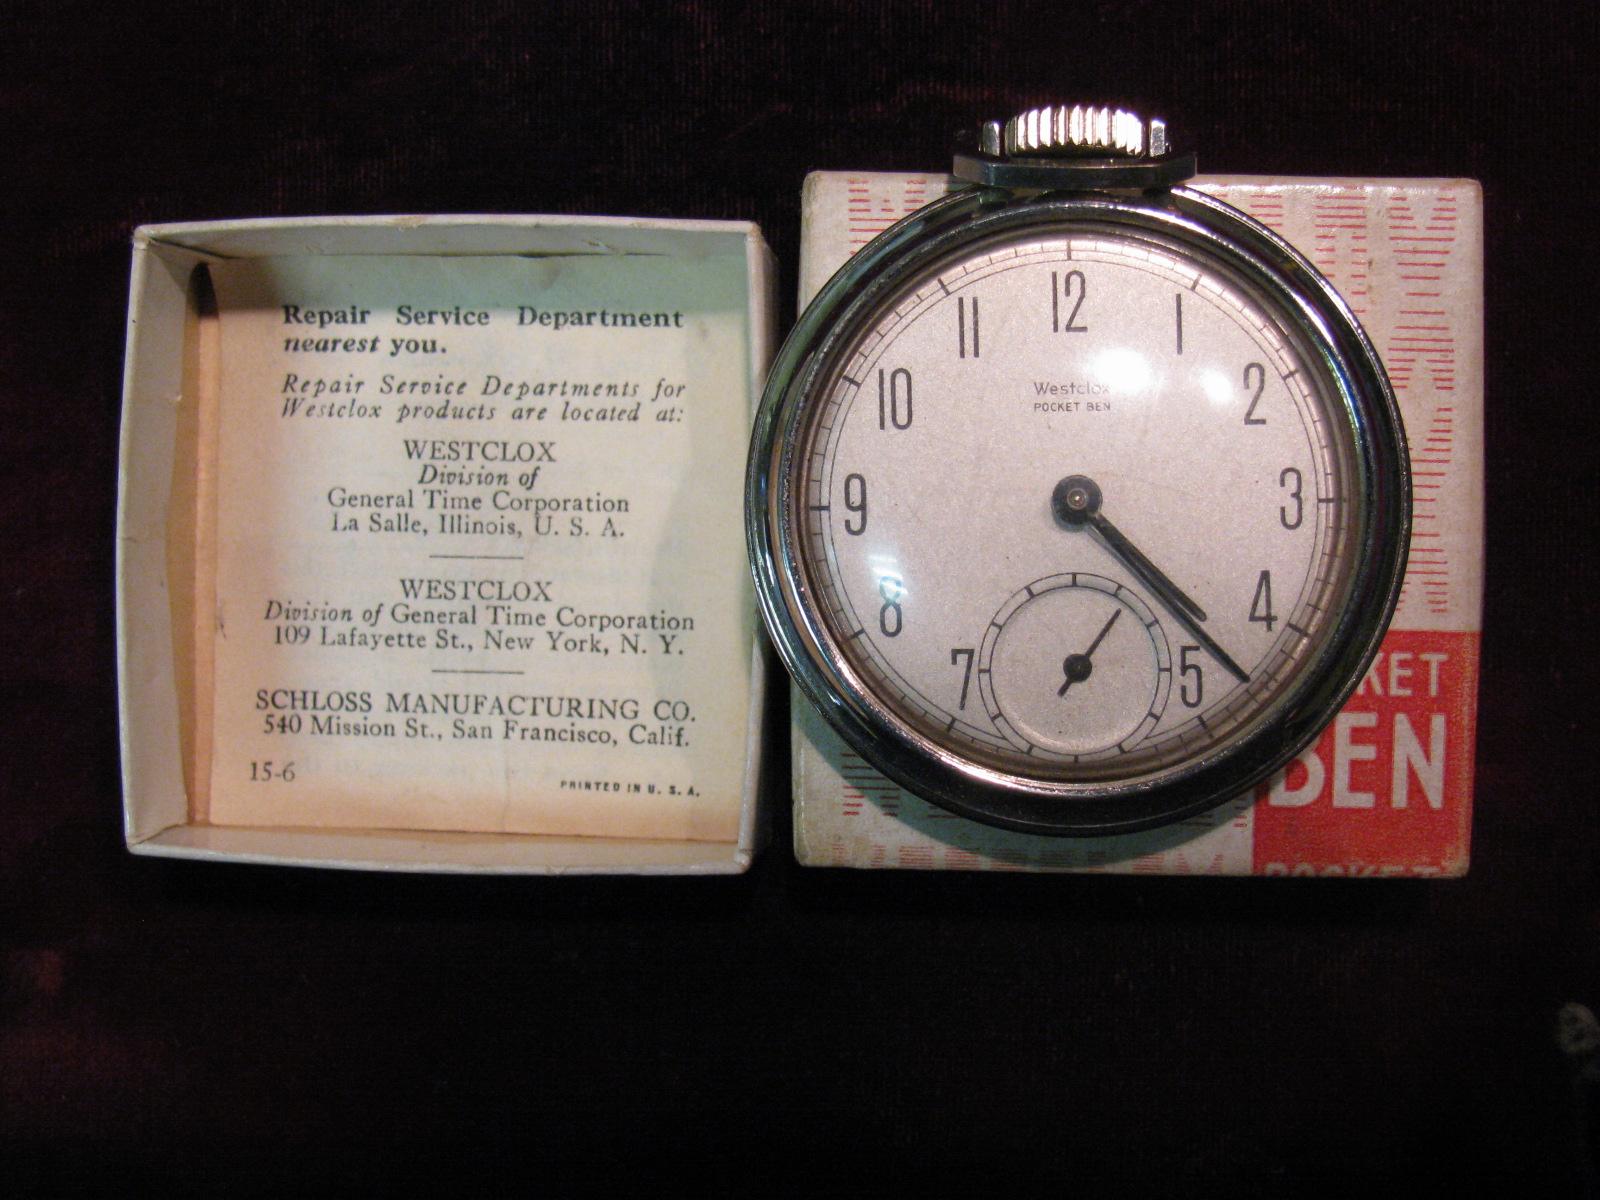 Repair Service Department
nearest you.
Repair Service Departments for
Westclox products are located at:
WESTCLOX
Division of
General Time Corporation
La Salle, Illinois, U. S. A.
WESTCLOX
Division of General Time Corporation
109 Lafayette St., New York, N. Y.
SCHLOSS MANUFACTURING CO.
540 Mission St., San Francisco, Calif.
15-6
PRINTED IN U. S. A.
12
11
1
10
2
Westclox
POCKET BEN
9
3
8
4
7
5
KET
BEN
POCKET